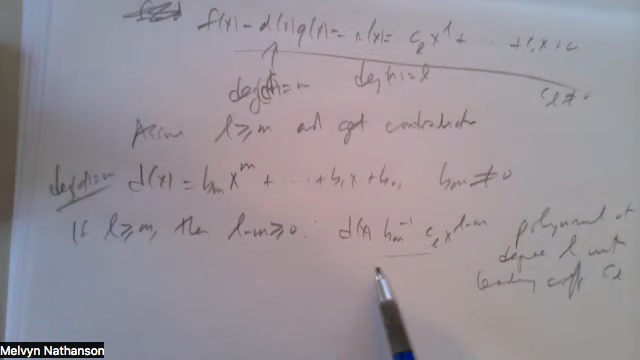 f(x) - d(x)q(x) = r(x) = c_l x^l + ... + c_1 x + c_0
deg(d) = m deg(r) = l c_l ≠ 0
Assume l ≥ m and get contradiction
deg(d) = m d(x) = b_m x^m + ... + b_1 x + b_0, b_m ≠ 0
If l ≥ m, then l - m ≥ 0 ∴ d(x) b_m^{-1} c_l x^{l-m} polynomial of
degree l with
leading coeff c_l
Melvyn Nathanson